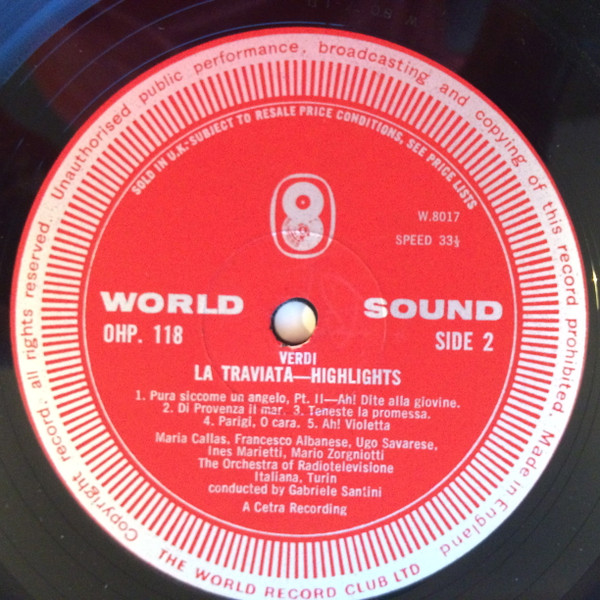 Copyright record. all rights reserved. Unauthorised public performance, broadcasting and copying of this record prohibited. Made in England
SOLD IN U.K. SUBJECT TO RESALE PRICE CONDITIONS, SEE PRICE LISTS
W.8017
SPEED 33⅓
WORLD SOUND
OHP. 118 SIDE 2
VERDI
LA TRAVIATA—HIGHLIGHTS
1. Pura siccome un angelo, Pt. II—Ah! Dite alla giovine.
2. Di Provenza il mar. 3. Teneste la promessa.
4. Parigi, O cara. 5. Ah! Violetta
Maria Callas, Francesco Albanese, Ugo Savarese,
Ines Marietti, Mario Zorgniotti
The Orchestra of Radiotelevisione
Italiana, Turin
conducted by Gabriele Santini
A Cetra Recording
THE WORLD RECORD CLUB LTD